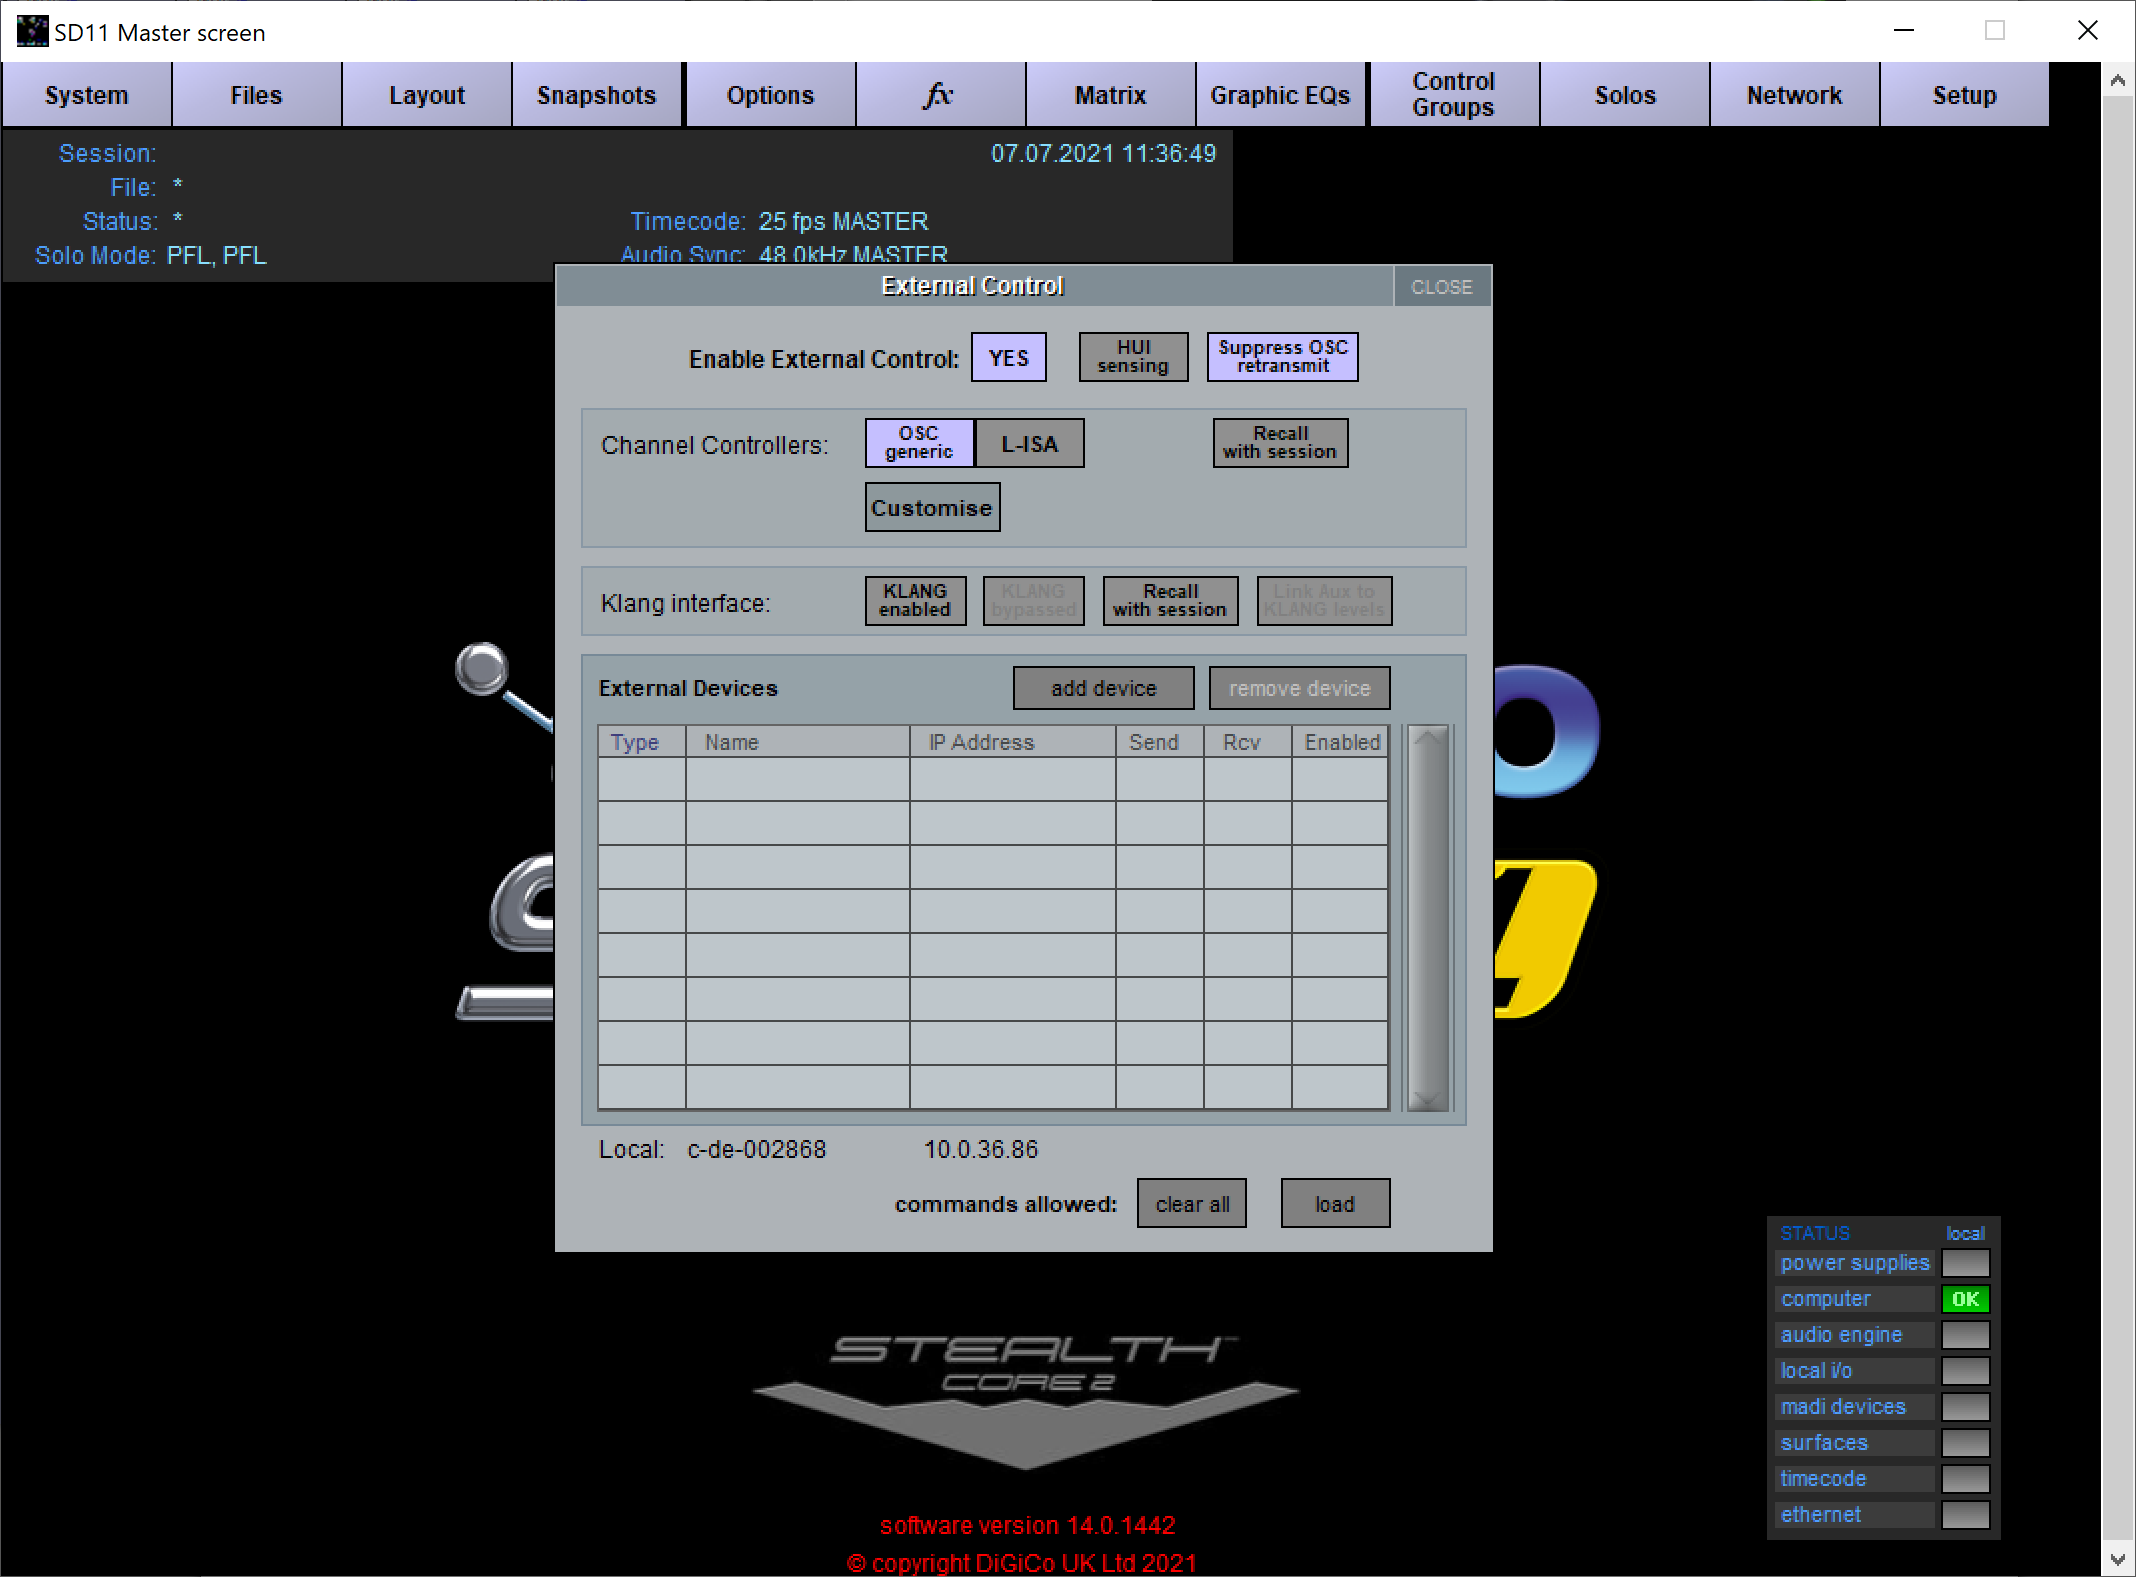 SD11 Master screen
System
Files
Layout
Snapshots
Options
fx
Matrix
Graphic EQs
Control
Groups
Solos
Network
Setup
Session:
07.07.2021 11:36:49
File: *
Status: *
Timecode: 25 fps MASTER
Solo Mode: PFL, PFL
Audio Sync: 48.0kHz MASTER
External Control
CLOSE
Enable External Control:
YES
HUI
sensing
Suppress OSC
retransmit
Channel Controllers:
OSC
generic
L-ISA
Recall
with session
Customise
Klang interface:
KLANG
enabled
KLANG
bypassed
Recall
with session
Link Aux to
KLANG levels
External Devices
add device
remove device
Type Name IP Address Send Rcv Enabled
Local: c-de-002868 10.0.36.86
commands allowed:
clear all
load
STATUS local
power supplies
computer OK
audio engine
local i/o
madi devices
surfaces
timecode
ethernet
STEALTH™
CORE 2
software version 14.0.1442
© copyright DiGiCo UK Ltd 2021